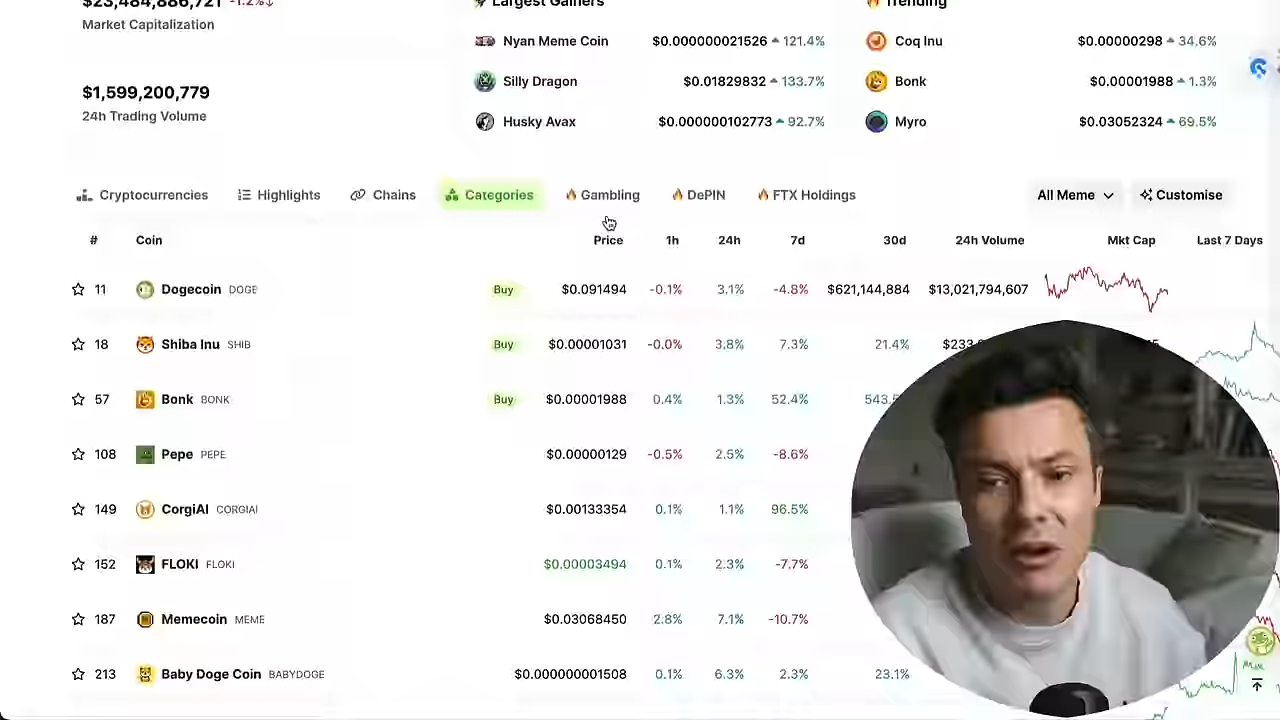 $23,484,886,721 -1.2%
Market Capitalization
$1,599,200,779
24h Trading Volume
Largest Gainers
Nyan Meme Coin $0.000000021526 121.4%
Silly Dragon $0.01829832 133.7%
Husky Avax $0.000000102773 92.7%
Trending
Coq Inu $0.00000298 34.6%
Bonk $0.00001988 1.3%
Myro $0.03052324 69.5%
Cryptocurrencies Highlights Chains Categories Gambling DePIN FTX Holdings All Meme Customise
# Coin Price 1h 24h 7d 30d 24h Volume Mkt Cap Last 7 Days
11 Dogecoin DOGE Buy $0.091494 -0.1% 3.1% -4.8% $621,144,884 $13,021,794,607
18 Shiba Inu SHIB Buy $0.00001031 -0.0% 3.8% 7.3% 21.4% $233
57 Bonk BONK Buy $0.00001988 0.4% 1.3% 52.4% 543.
108 Pepe PEPE $0.00000129 -0.5% 2.5% -8.6%
149 CorgiAI CORGIAI $0.00133354 0.1% 1.1% 96.5%
152 FLOKI FLOKI $0.00003494 0.1% 2.3% -7.7%
187 Memecoin MEME $0.03068450 2.8% 7.1% -10.7%
213 Baby Doge Coin BABYDOGE $0.000000001508 0.1% 6.3% 2.3% 23.1%